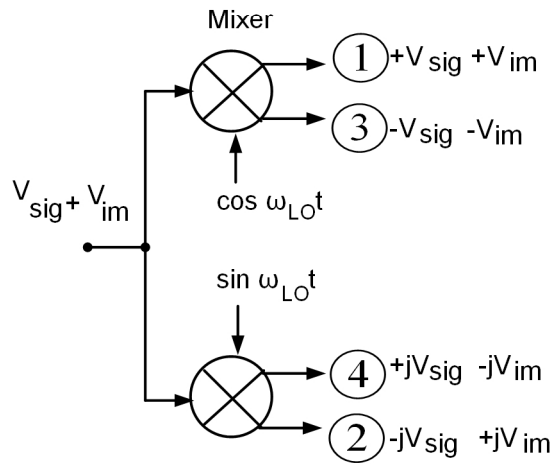 Mixer
1 +Vsig +Vim
3 -Vsig -Vim
cos ωLOt
Vsig+ Vim
sin ωLOt
4 +jVsig -jVim
2 -jVsig +jVim